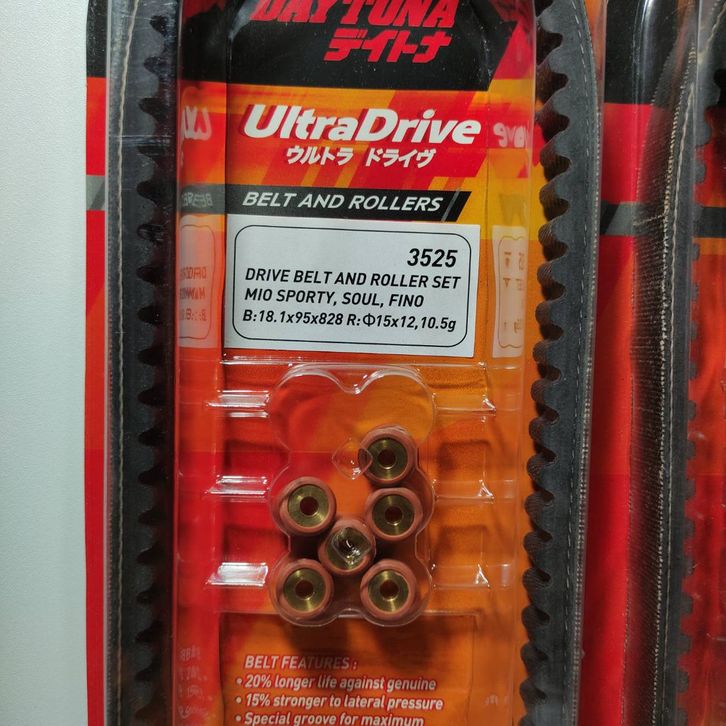 DAYTONA
デイトナ
UltraDrive
ウルトラ ドライヴ
BELT AND ROLLERS
3525
DRIVE BELT AND ROLLER SET
MIO SPORTY, SOUL, FINO
B:18.1x95x828 R:Φ15x12,10.5g
BELT FEATURES :
• 20% longer life against genuine
• 15% stronger to lateral pressure
• Special groove for maximum